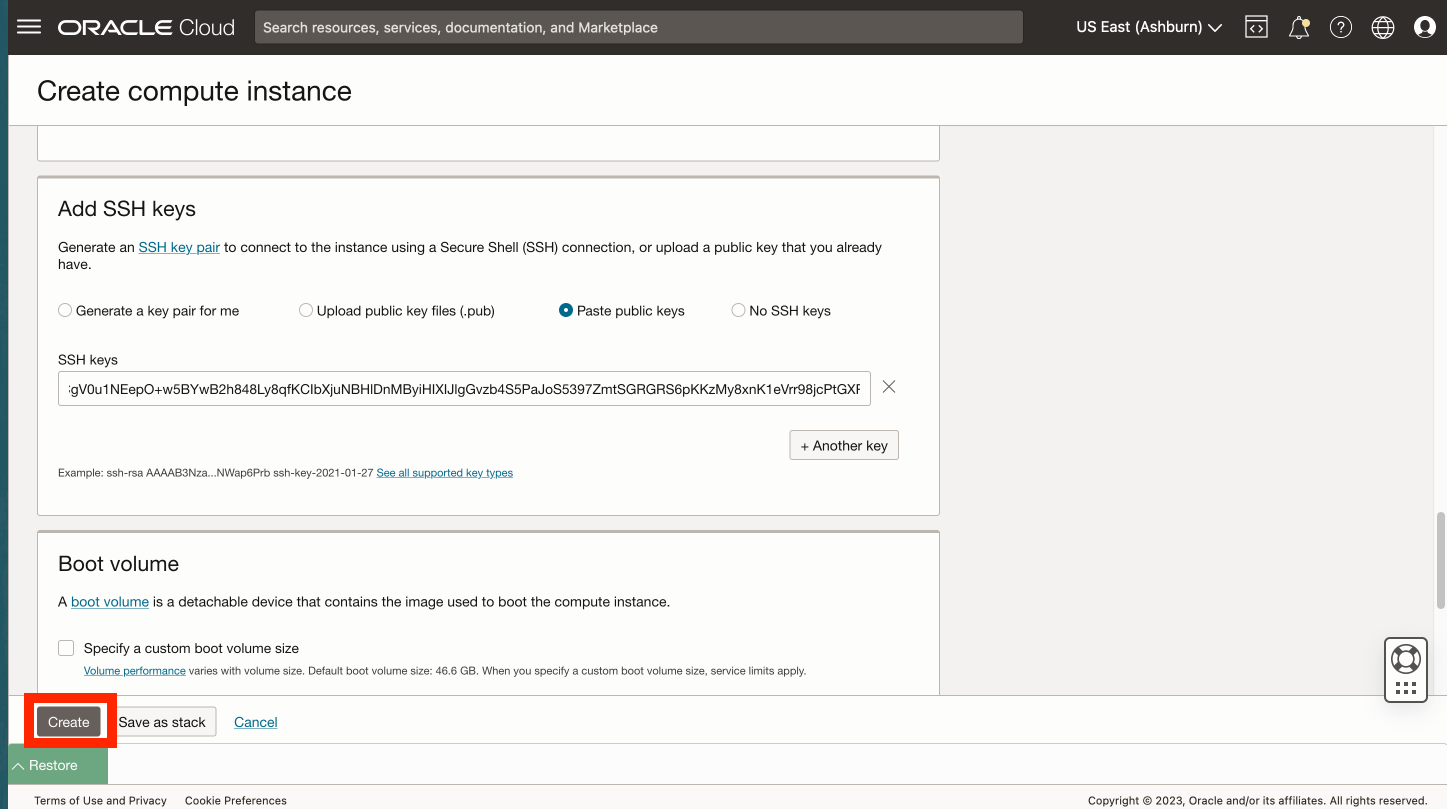 ORACLE Cloud
Search resources, services, documentation, and Marketplace
US East (Ashburn)
Create compute instance
Add SSH keys
Generate an SSH key pair to connect to the instance using a Secure Shell (SSH) connection, or upload a public key that you already
have.
Generate a key pair for me
Upload public key files (.pub)
Paste public keys
No SSH keys
SSH keys
gV0u1NEepO+w5BYwB2h848Ly8qfKCIbXjuNBHIDnMByiHIXIJlgGvzb4S5PaJoS5397ZmtSGRGRS6pKKzMy8xnK1eVrr98jcPtGXF
+ Another key
Example: ssh-rsa AAAAB3Nza...NWap6Prb ssh-key-2021-01-27 See all supported key types
Boot volume
A boot volume is a detachable device that contains the image used to boot the compute instance.
Specify a custom boot volume size
Volume performance varies with volume size. Default boot volume size: 46.6 GB. When you specify a custom boot volume size, service limits apply.
Create
Save as stack
Cancel
Restore
Terms of Use and Privacy
Cookie Preferences
Copyright © 2023, Oracle and/or its affiliates. All rights reserved.